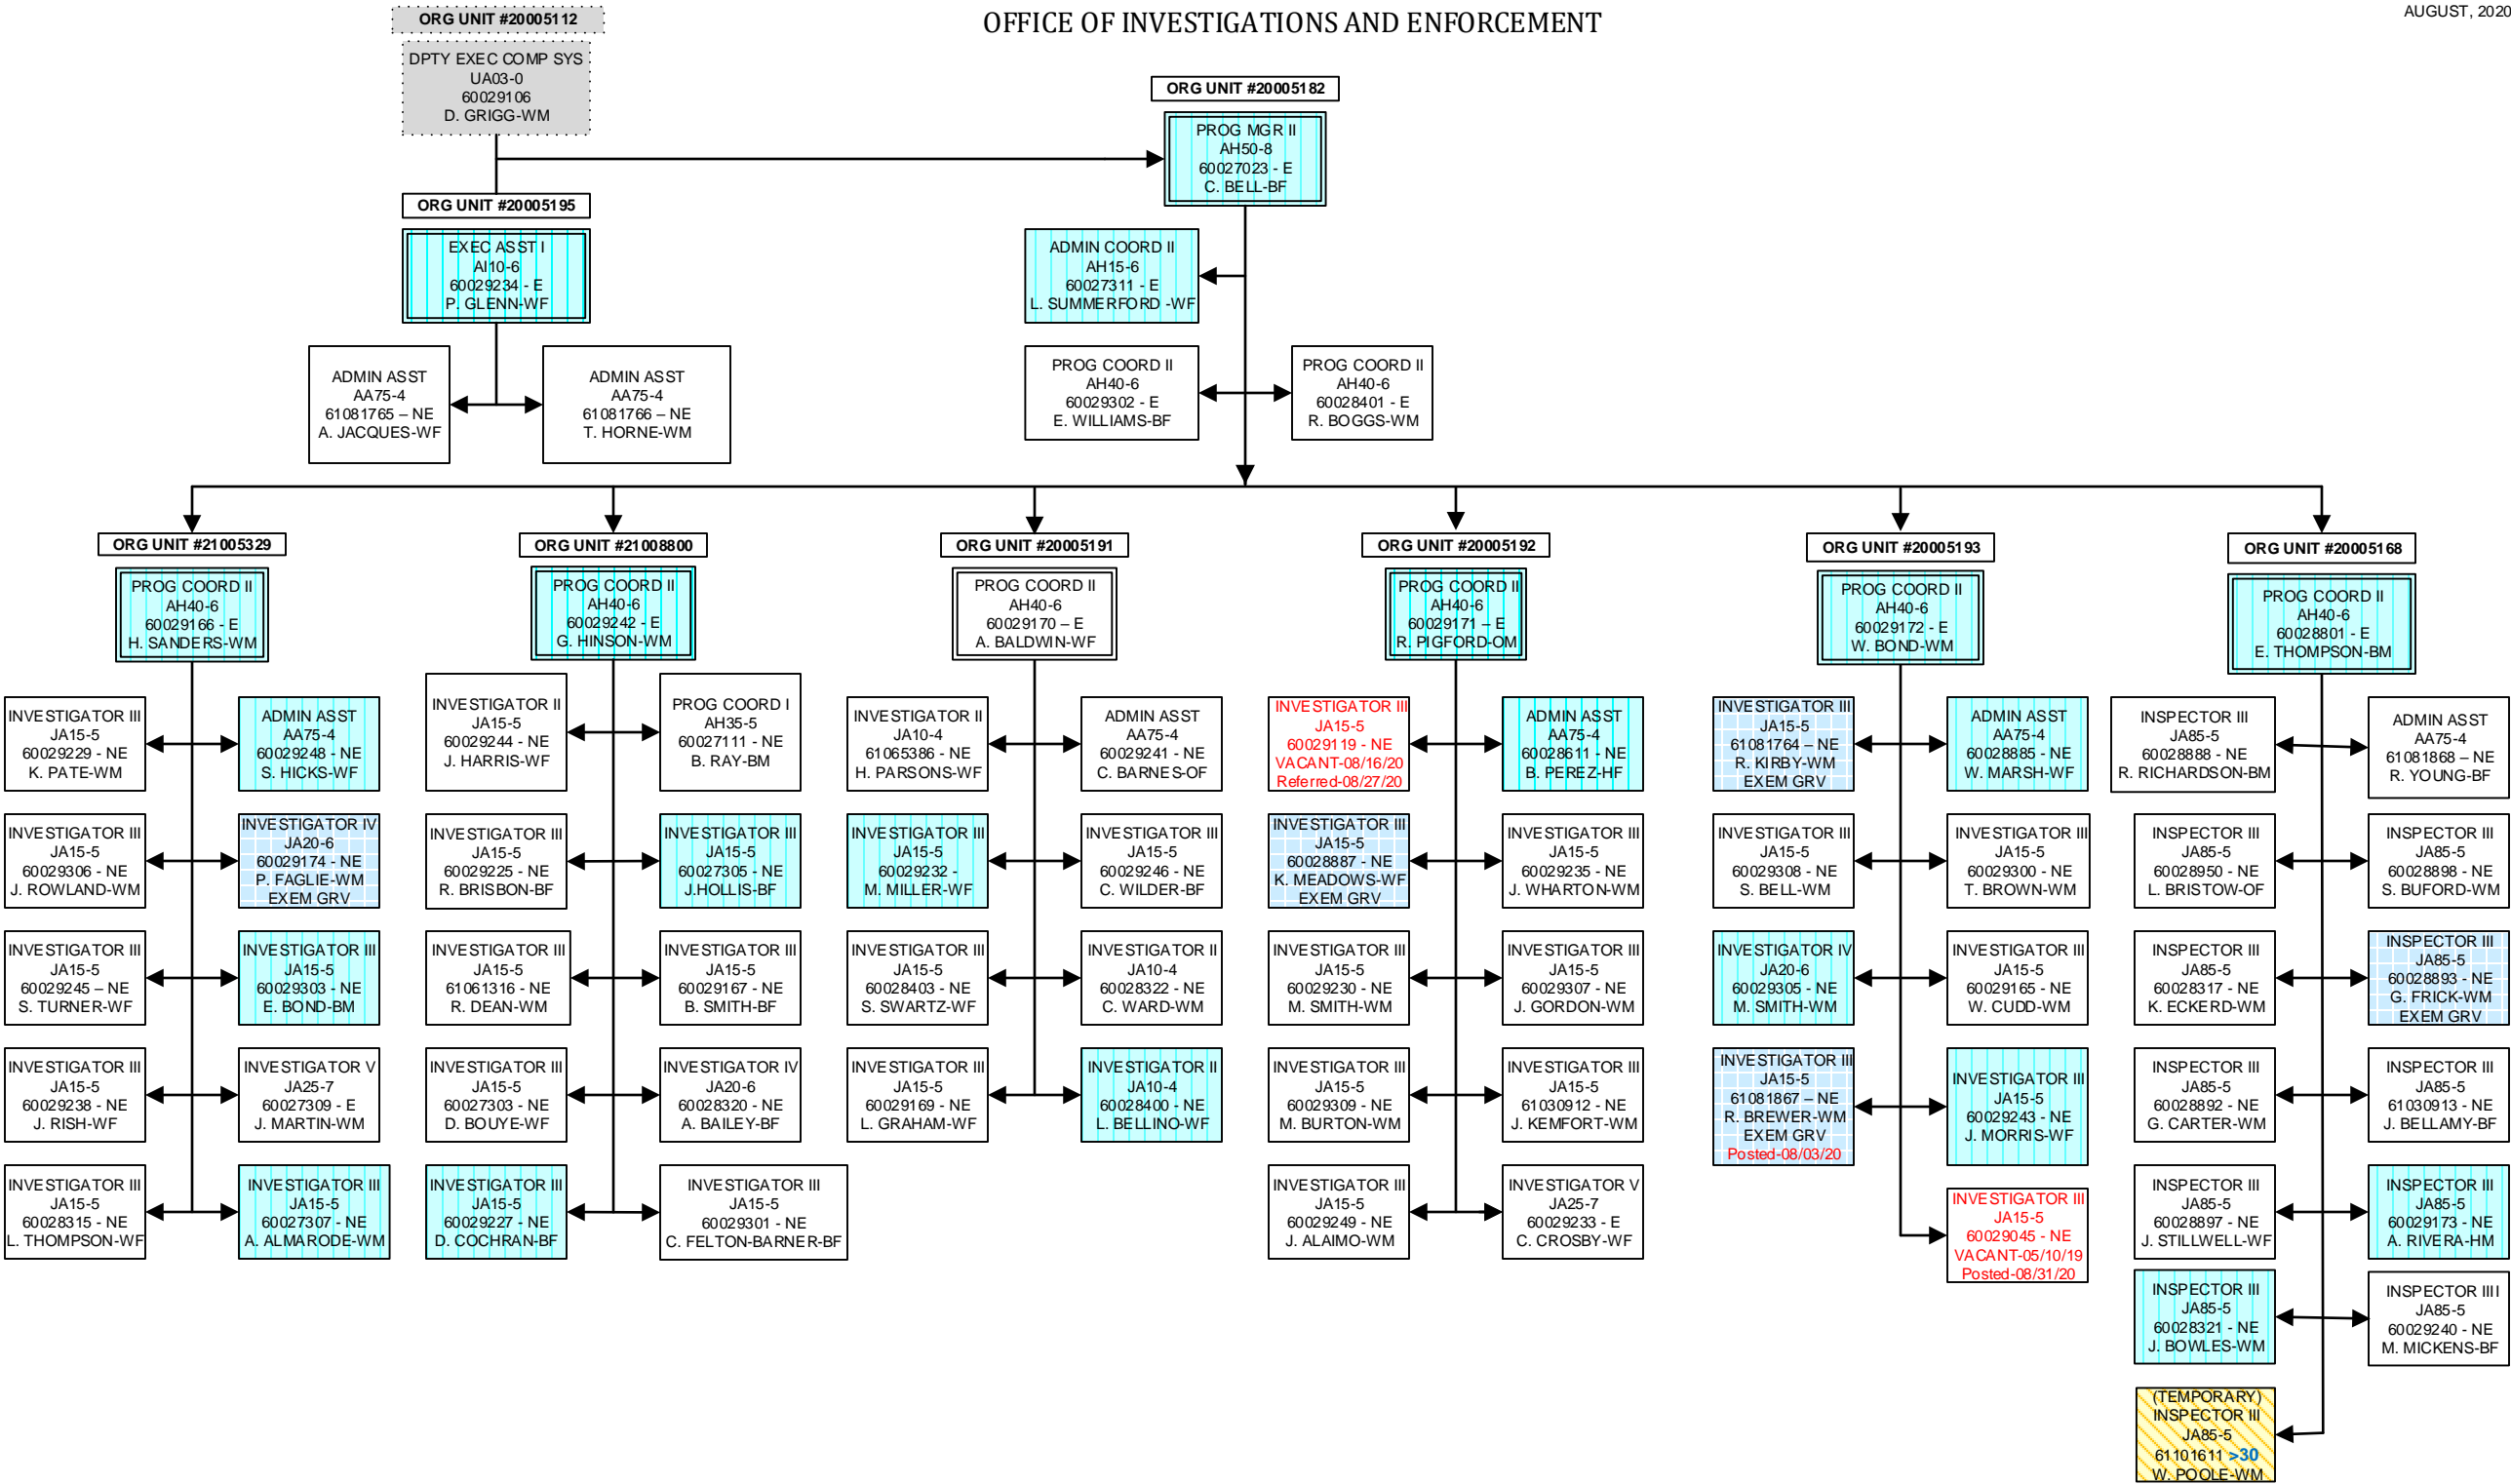 OFFICE OF INVESTIGATIONS AND ENFORCEMENT
AUGUST, 2020
ORG UNIT #20005112
DPTY EXEC COMP SYS
UA03-0
60029106
D. GRIGG-WM
ORG UNIT #20005182
PROG MGR II
AH50-8
60027023 - E
C. BELL-BF
ORG UNIT #20005195
EXEC ASST I
AI10-6
60029234 - E
P. GLENN-WF
ADMIN COORD II
AH15-6
60027311 - E
L. SUMMERFORD -WF
ADMIN ASST
AA75-4
61081765 – NE
A. JACQUES-WF
ADMIN ASST
AA75-4
61081766 – NE
T. HORNE-WM
PROG COORD II
AH40-6
60029302 - E
E. WILLIAMS-BF
PROG COORD II
AH40-6
60028401 - E
R. BOGGS-WM
ORG UNIT #21005329
PROG COORD II
AH40-6
60029166 - E
H. SANDERS-WM
INVESTIGATOR III
JA15-5
60029229 - NE
K. PATE-WM
ADMIN ASST
AA75-4
60029248 - NE
S. HICKS-WF
INVESTIGATOR III
JA15-5
60029306 - NE
J. ROWLAND-WM
INVESTIGATOR IV
JA20-6
60029174 - NE
P. FAGLIE-WM
EXEM GRV
INVESTIGATOR III
JA15-5
60029245 – NE
S. TURNER-WF
INVESTIGATOR III
JA15-5
60029303 - NE
E. BOND-BM
INVESTIGATOR III
JA15-5
60029238 - NE
J. RISH-WF
INVESTIGATOR V
JA25-7
60027309 - E
J. MARTIN-WM
INVESTIGATOR III
JA15-5
60028315 - NE
L. THOMPSON-WF
INVESTIGATOR III
JA15-5
60027307 - NE
A. ALMARODE-WM
ORG UNIT #21008800
PROG COORD II
AH40-6
60029242 - E
G. HINSON-WM
INVESTIGATOR II
JA15-5
60029244 - NE
J. HARRIS-WF
PROG COORD I
AH35-5
60027111 - NE
B. RAY-BM
INVESTIGATOR III
JA15-5
60029225 - NE
R. BRISBON-BF
INVESTIGATOR III
JA15-5
60027305 - NE
J.HOLLIS-BF
INVESTIGATOR III
JA15-5
61061316 - NE
R. DEAN-WM
INVESTIGATOR III
JA15-5
60029167 - NE
B. SMITH-BF
INVESTIGATOR III
JA15-5
60027303 - NE
D. BOUYE-WF
INVESTIGATOR IV
JA20-6
60028320 - NE
A. BAILEY-BF
INVESTIGATOR III
JA15-5
60029227 - NE
D. COCHRAN-BF
INVESTIGATOR III
JA15-5
60029301 - NE
C. FELTON-BARNER-BF
ORG UNIT #20005191
PROG COORD II
AH40-6
60029170 – E
A. BALDWIN-WF
INVESTIGATOR II
JA10-4
61065386 - NE
H. PARSONS-WF
ADMIN ASST
AA75-4
60029241 - NE
C. BARNES-OF
INVESTIGATOR III
JA15-5
60029232 -
M. MILLER-WF
INVESTIGATOR III
JA15-5
60029246 - NE
C. WILDER-BF
INVESTIGATOR III
JA15-5
60028403 - NE
S. SWARTZ-WF
INVESTIGATOR II
JA10-4
60028322 - NE
C. WARD-WM
INVESTIGATOR III
JA15-5
60029169 - NE
L. GRAHAM-WF
INVESTIGATOR II
JA10-4
60028400 - NE
L. BELLINO-WF
ORG UNIT #20005192
PROG COORD II
AH40-6
60029171 – E
R. PIGFORD-OM
INVESTIGATOR III
JA15-5
60029119 - NE
VACANT-08/16/20
Referred-08/27/20
ADMIN ASST
AA75-4
60028611 - NE
B. PEREZ-HF
INVESTIGATOR III
JA15-5
60028887 - NE
K. MEADOWS-WF
EXEM GRV
INVESTIGATOR III
JA15-5
60029235 - NE
J. WHARTON-WM
INVESTIGATOR III
JA15-5
60029230 - NE
M. SMITH-WM
INVESTIGATOR III
JA15-5
60029307 - NE
J. GORDON-WM
INVESTIGATOR III
JA15-5
60029309 - NE
M. BURTON-WM
INVESTIGATOR III
JA15-5
61030912 - NE
J. KEMFORT-WM
INVESTIGATOR III
JA15-5
60029249 - NE
J. ALAIMO-WM
INVESTIGATOR V
JA25-7
60029233 - E
C. CROSBY-WF
ORG UNIT #20005193
PROG COORD II
AH40-6
60029172 - E
W. BOND-WM
INVESTIGATOR III
JA15-5
61081764 – NE
R. KIRBY-WM
EXEM GRV
ADMIN ASST
AA75-4
60028885 - NE
W. MARSH-WF
INVESTIGATOR III
JA15-5
60029308 - NE
S. BELL-WM
INVESTIGATOR III
JA15-5
60029300 - NE
T. BROWN-WM
INVESTIGATOR IV
JA20-6
60029305 - NE
M. SMITH-WM
INVESTIGATOR III
JA15-5
60029165 - NE
W. CUDD-WM
INVESTIGATOR III
JA15-5
61081867 – NE
R. BREWER-WM
EXEM GRV
Posted-08/03/20
INVESTIGATOR III
JA15-5
60029243 - NE
J. MORRIS-WF
INVESTIGATOR III
JA15-5
60029045 - NE
VACANT-05/10/19
Posted-08/31/20
ORG UNIT #20005168
PROG COORD II
AH40-6
60028801 - E
E. THOMPSON-BM
INSPECTOR III
JA85-5
60028888 - NE
R. RICHARDSON-BM
ADMIN ASST
AA75-4
61081868 – NE
R. YOUNG-BF
INSPECTOR III
JA85-5
60028950 - NE
L. BRISTOW-OF
INSPECTOR III
JA85-5
60028898 - NE
S. BUFORD-WM
INSPECTOR III
JA85-5
60028317 - NE
K. ECKERD-WM
INSPECTOR III
JA85-5
60028893 - NE
G. FRICK-WM
EXEM GRV
INSPECTOR III
JA85-5
60028892 - NE
G. CARTER-WM
INSPECTOR III
JA85-5
61030913 - NE
J. BELLAMY-BF
INSPECTOR III
JA85-5
60028897 - NE
J. STILLWELL-WF
INSPECTOR III
JA85-5
60029173 - NE
A. RIVERA-HM
INSPECTOR III
JA85-5
60028321 - NE
J. BOWLES-WM
INSPECTOR IIII
JA85-5
60029240 - NE
M. MICKENS-BF
(TEMPORARY)
INSPECTOR III
JA85-5
61101611 >30
W. POOLE-WM